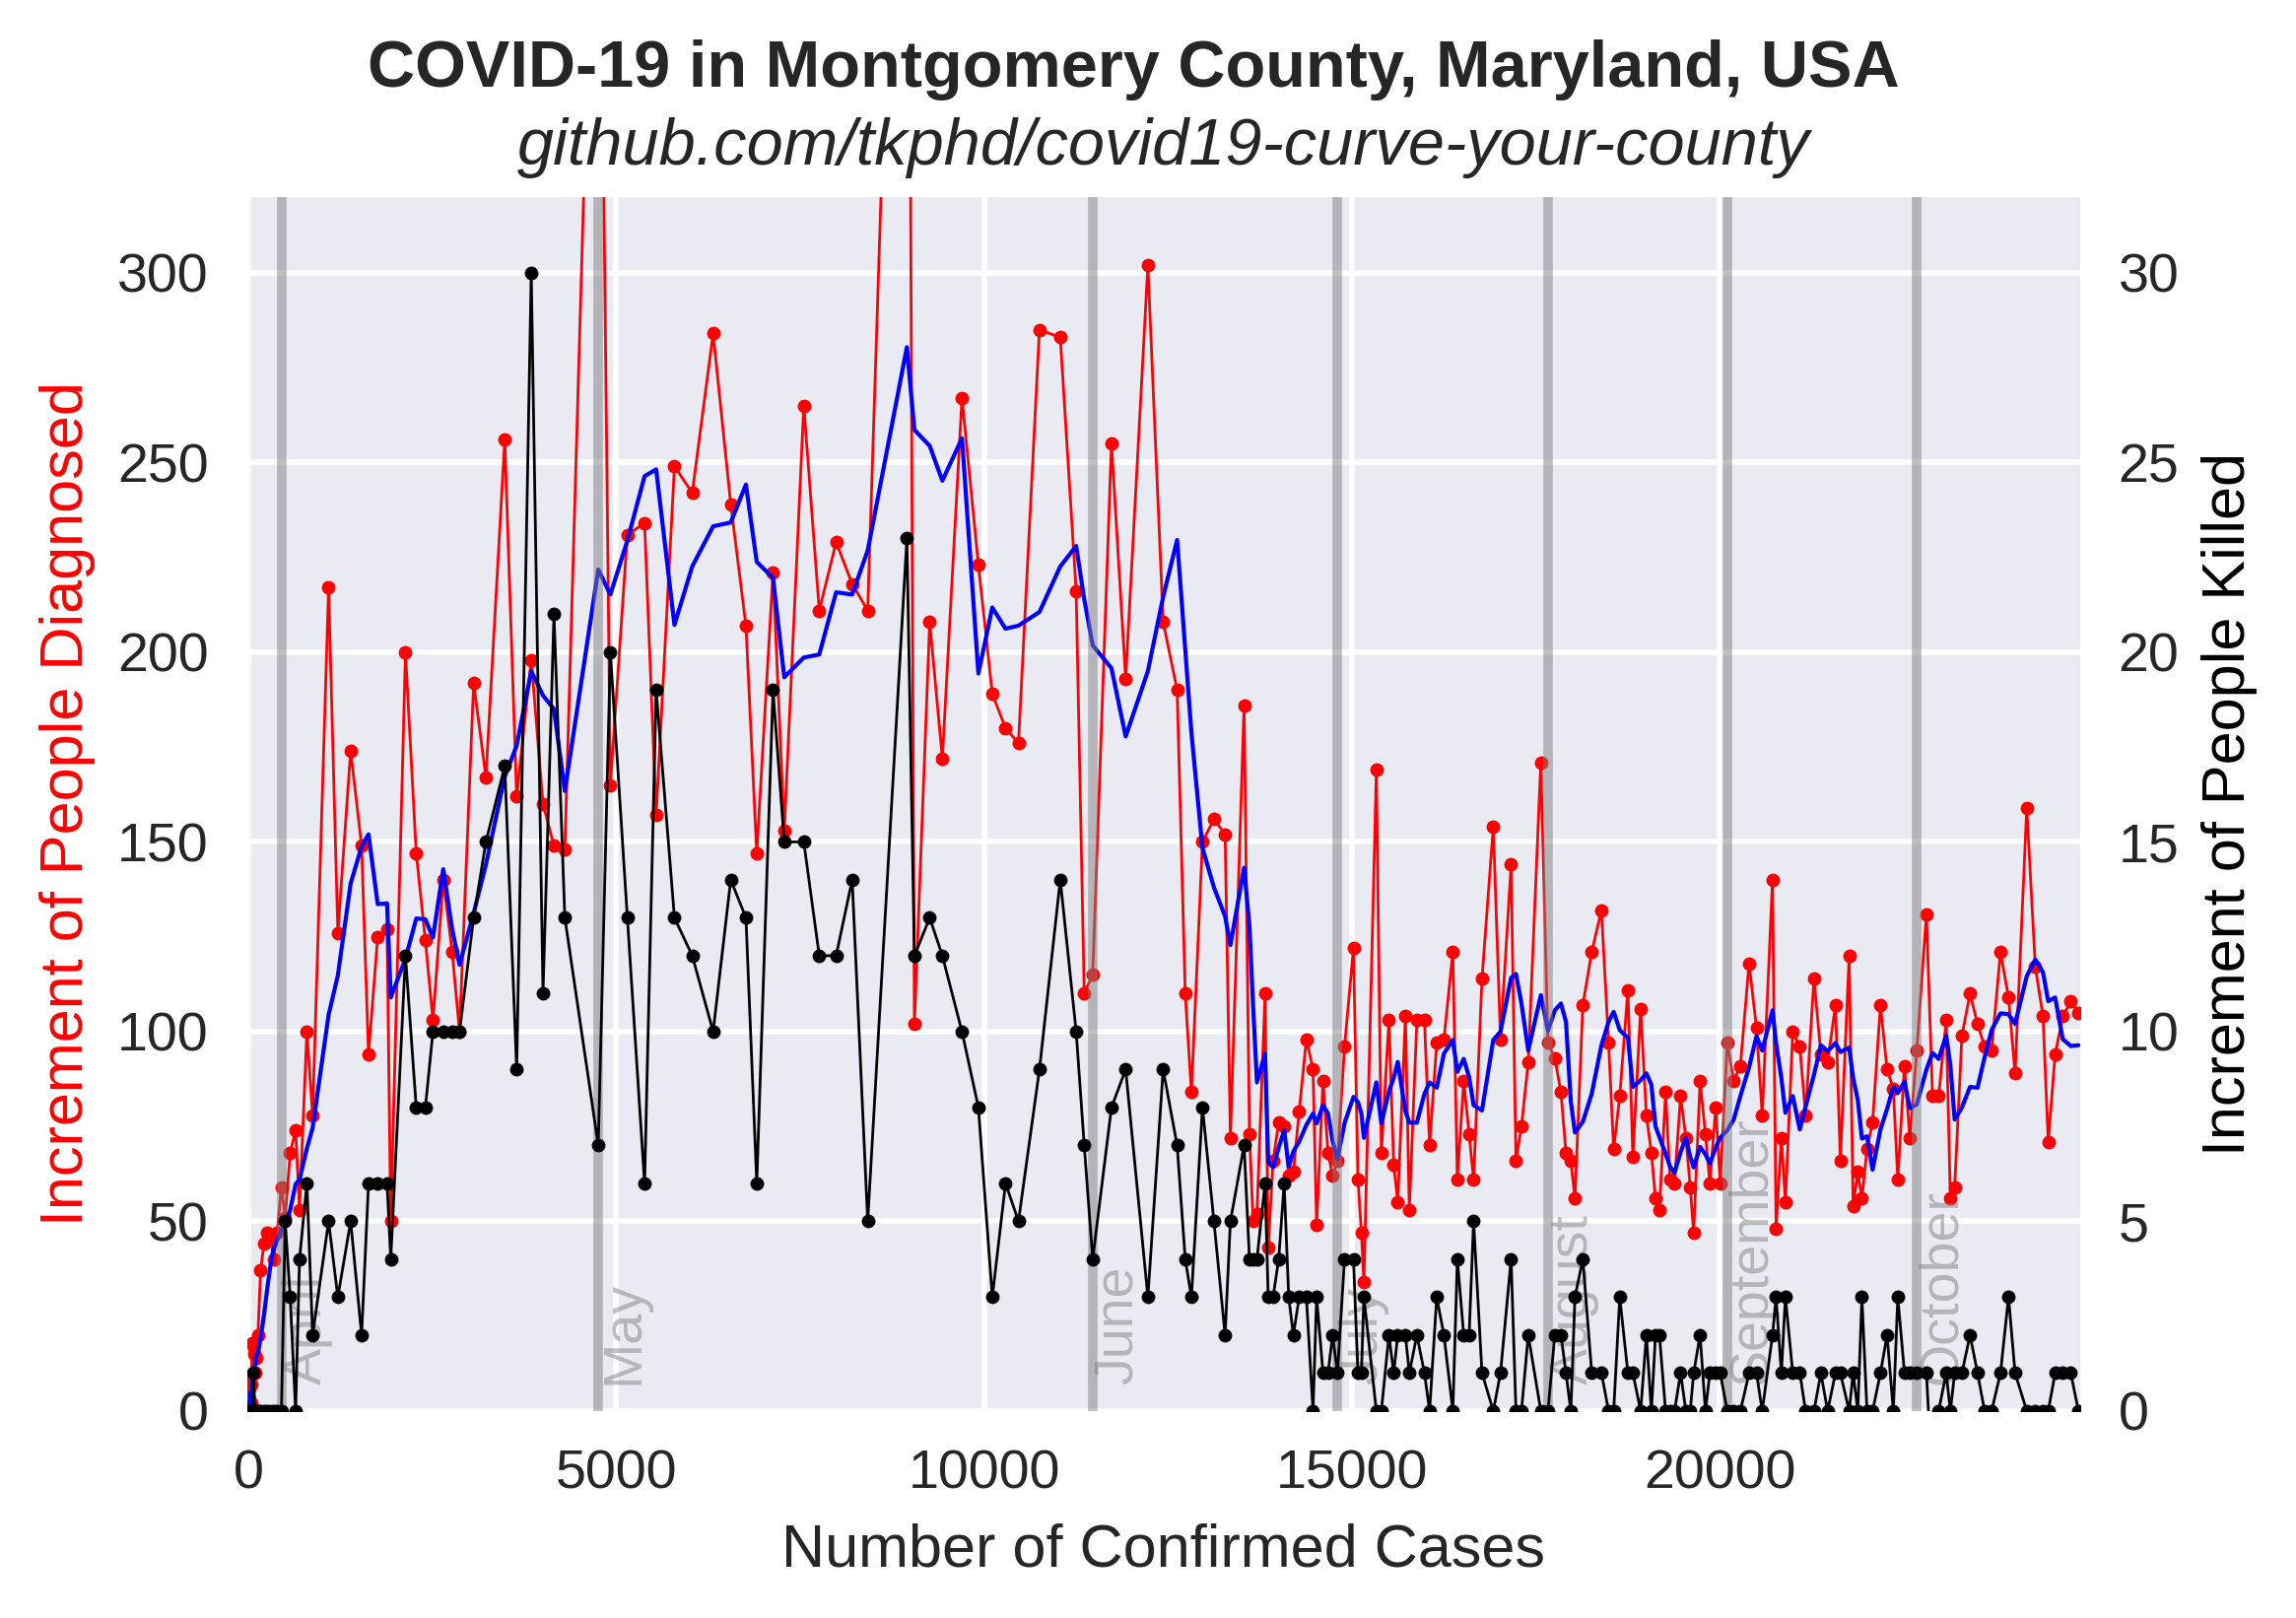 COVID-19 in Montgomery County, Maryland, USA
github.com/tkphd/covid19-curve-your-county
Increment of People Diagnosed
300
250
200
150
100
50
0
April
May
June
July
August
September
October
30
25
20
15
10
5
0
Increment of People Killed
0
5000
10000
15000
20000
Number of Confirmed Cases